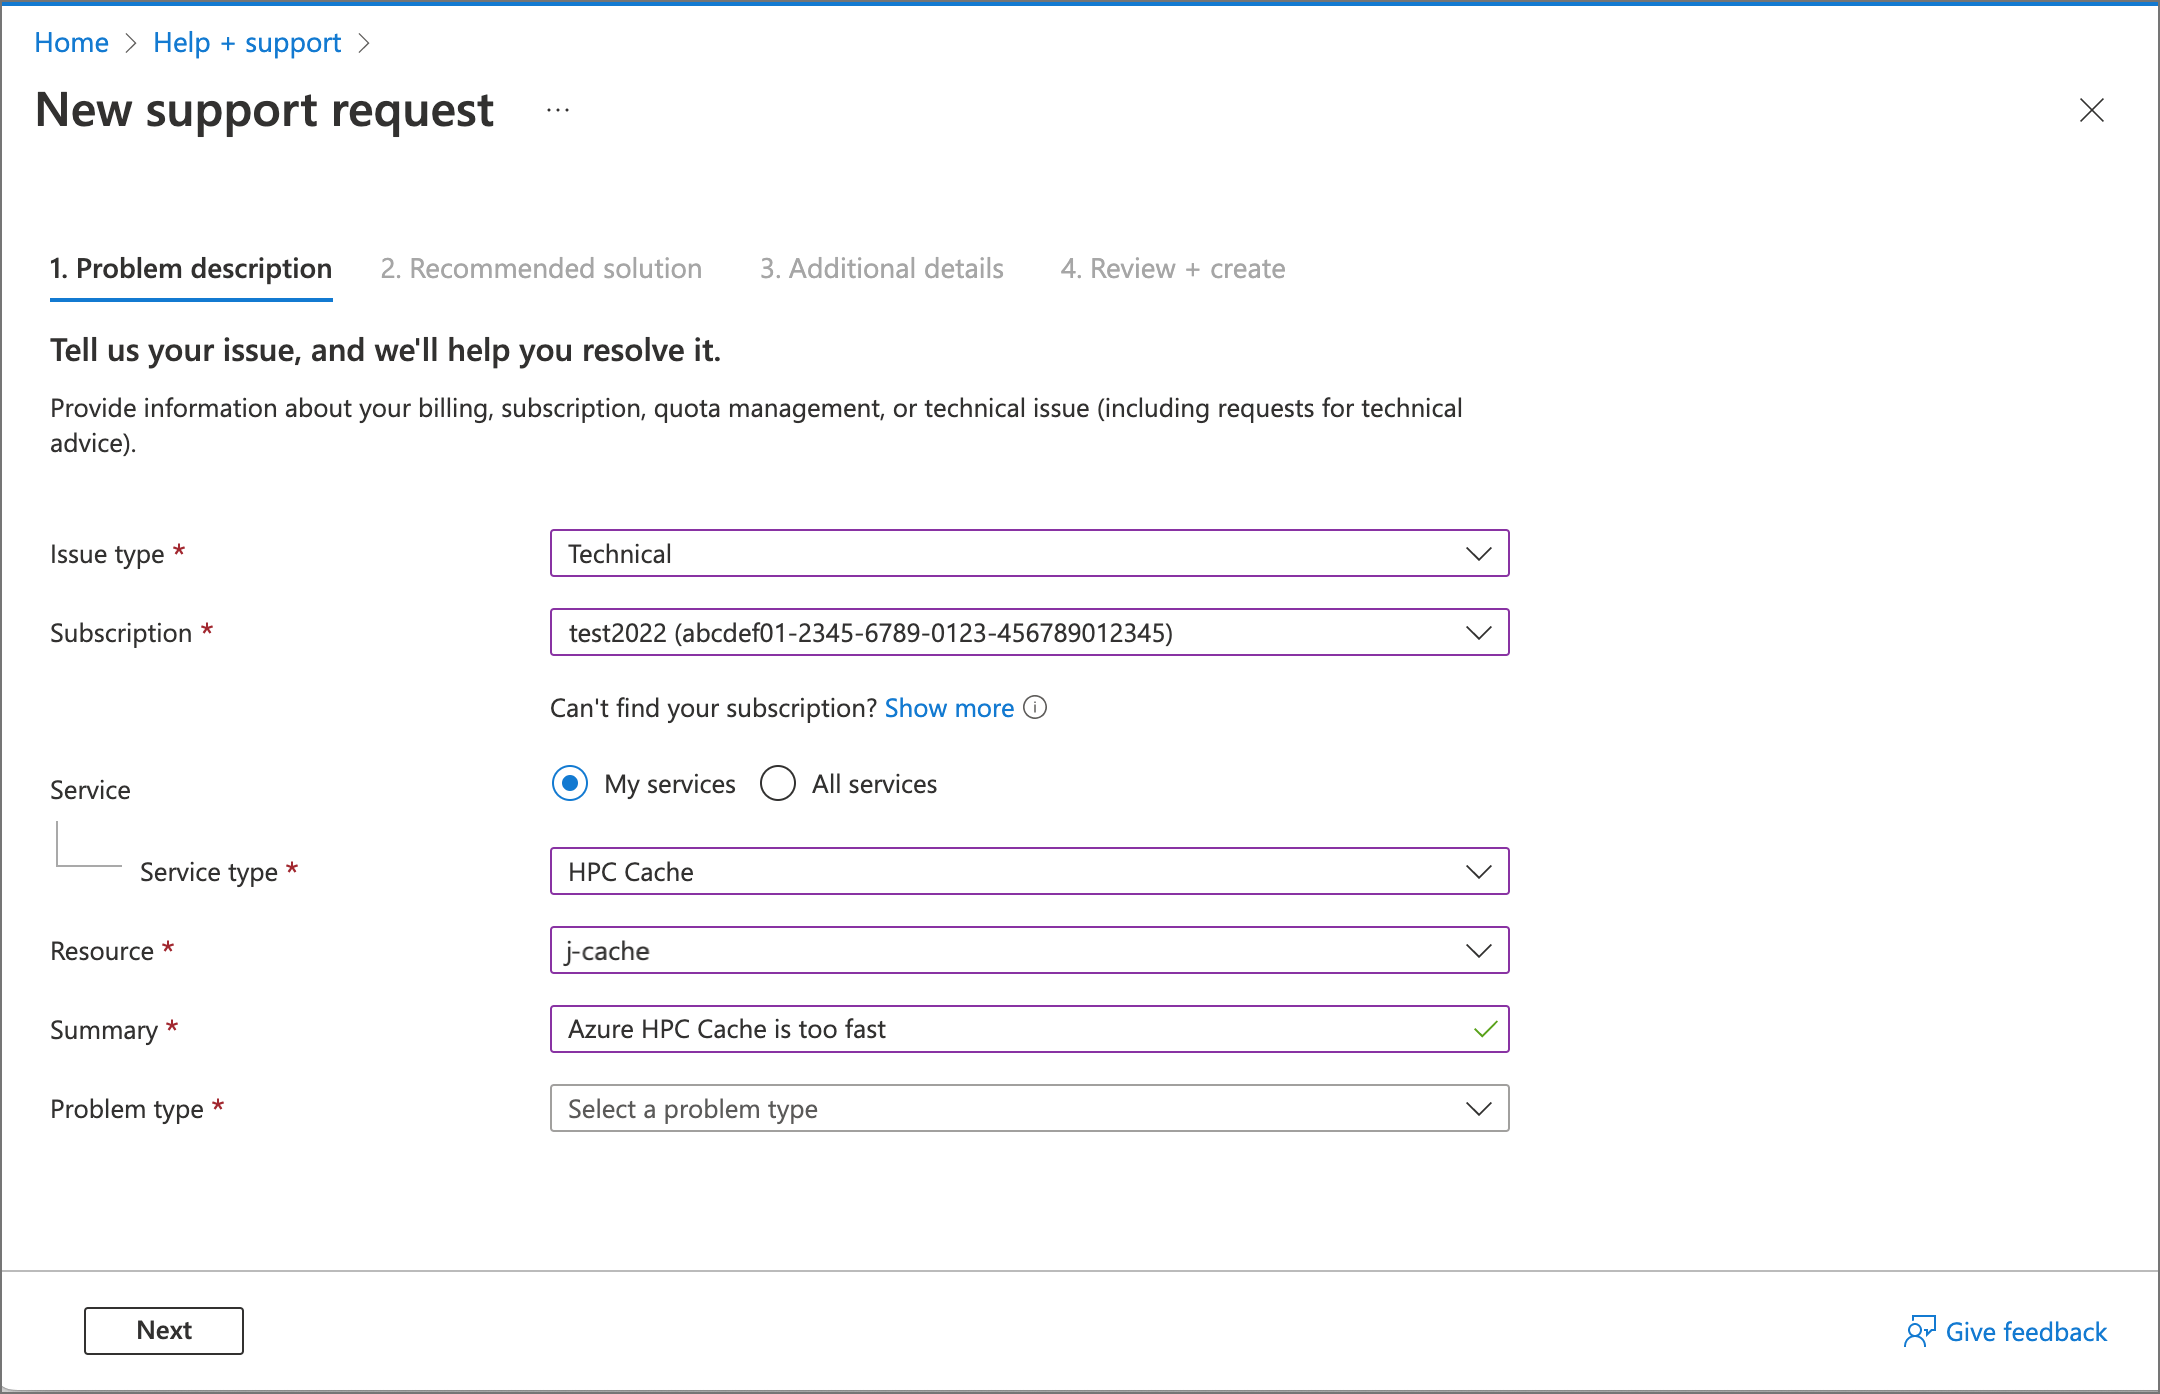 Home > Help + support >
New support request ...
1. Problem description 2. Recommended solution 3. Additional details 4. Review + create
Tell us your issue, and we'll help you resolve it.
Provide information about your billing, subscription, quota management, or technical issue (including requests for technical
advice).
Issue type * Technical
Subscription * test2022 (abcdef01-2345-6789-0123-456789012345)
Can't find your subscription? Show more
Service My services All services
Service type * HPC Cache
Resource * j-cache
Summary * Azure HPC Cache is too fast
Problem type * Select a problem type
Next Give feedback